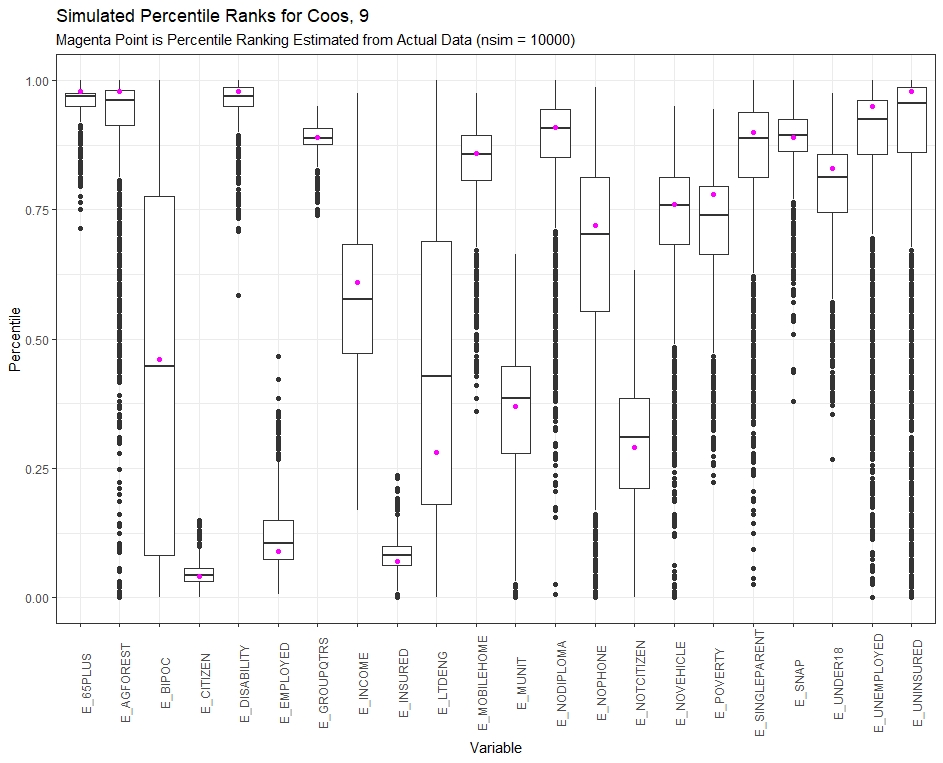 Simulated Percentile Ranks for Coos, 9
Magenta Point is Percentile Ranking Estimated from Actual Data (nsim = 10000)
1.00
0.75
0.50
0.25
0.00
Percentile
E_65PLUS
E_AGFOREST
E_BIPOC
E_CITIZEN
E_DISABILITY
E_EMPLOYED
E_GROUPQTRS
E_INCOME
E_INSURED
E_LTDENG
E_MOBILEHOME
E_MUNIT
E_NODIPLOMA
E_NOPHONE
E_NOTCITIZEN
E_NOVEHICLE
E_POVERTY
E_SINGLEPARENT
E_SNAP
E_UNDER18
E_UNEMPLOYED
E_UNINSURED
Variable